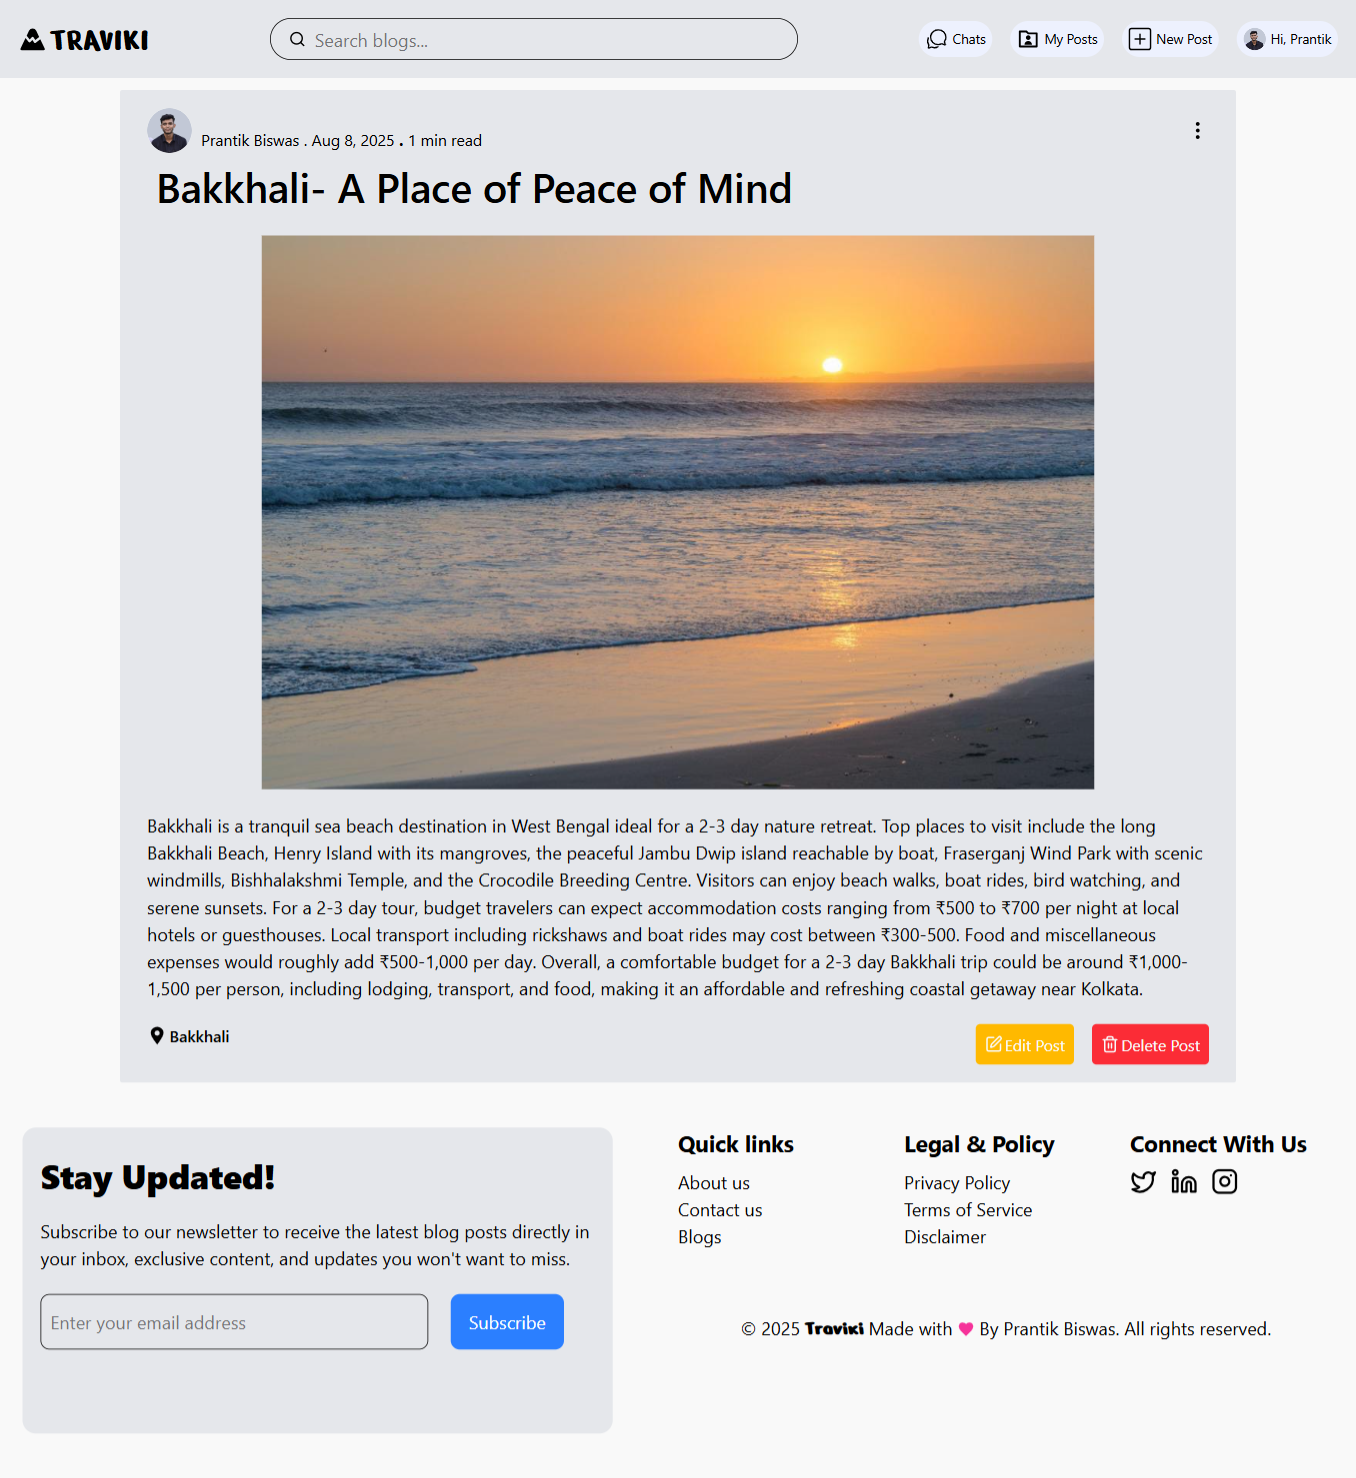 TRAVIKI
Search blogs...
Chats
My Posts
New Post
Hi, Prantik
Prantik Biswas . Aug 8, 2025 . 1 min read
Bakkhali- A Place of Peace of Mind
Bakkhali is a tranquil sea beach destination in West Bengal ideal for a 2-3 day nature retreat. Top places to visit include the long
Bakkhali Beach, Henry Island with its mangroves, the peaceful Jambu Dwip island reachable by boat, Fraserganj Wind Park with scenic
windmills, Bishhalakshmi Temple, and the Crocodile Breeding Centre. Visitors can enjoy beach walks, boat rides, bird watching, and
serene sunsets. For a 2-3 day tour, budget travelers can expect accommodation costs ranging from ₹500 to ₹700 per night at local
hotels or guesthouses. Local transport including rickshaws and boat rides may cost between ₹300-500. Food and miscellaneous
expenses would roughly add ₹500-1,000 per day. Overall, a comfortable budget for a 2-3 day Bakkhali trip could be around ₹1,000-
1,500 per person, including lodging, transport, and food, making it an affordable and refreshing coastal getaway near Kolkata.
Bakkhali
Edit Post
Delete Post
Stay Updated!
Subscribe to our newsletter to receive the latest blog posts directly in
your inbox, exclusive content, and updates you won't want to miss.
Enter your email address
Subscribe
Quick links
About us
Contact us
Blogs
Legal & Policy
Privacy Policy
Terms of Service
Disclaimer
Connect With Us
© 2025 Traviki Made with ♥ By Prantik Biswas. All rights reserved.